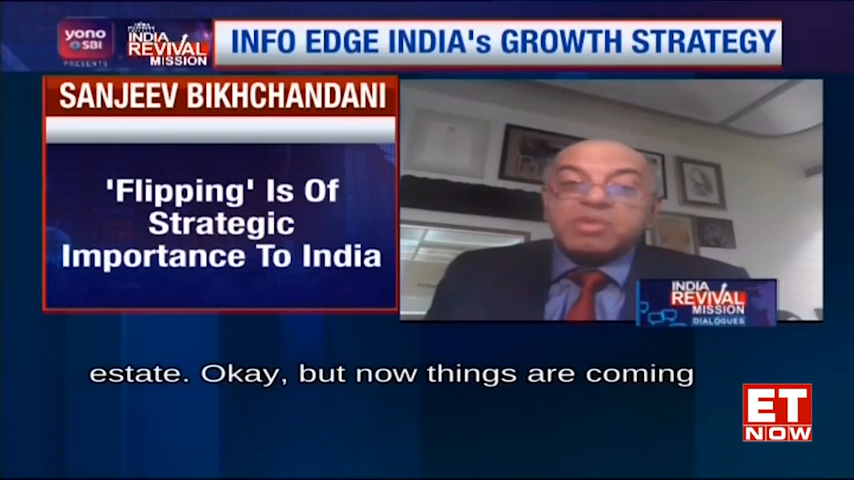 yono
SBI
PRESENTS
INDIA
REVIVAL
MISSION
INFO EDGE INDIA's GROWTH STRATEGY
SANJEEV BIKHCHANDANI
'Flipping' Is Of
Strategic
Importance To India
INDIA
REVIVAL
MISSION
DIALOGUES
estate. Okay, but now things are coming
ET
NOW